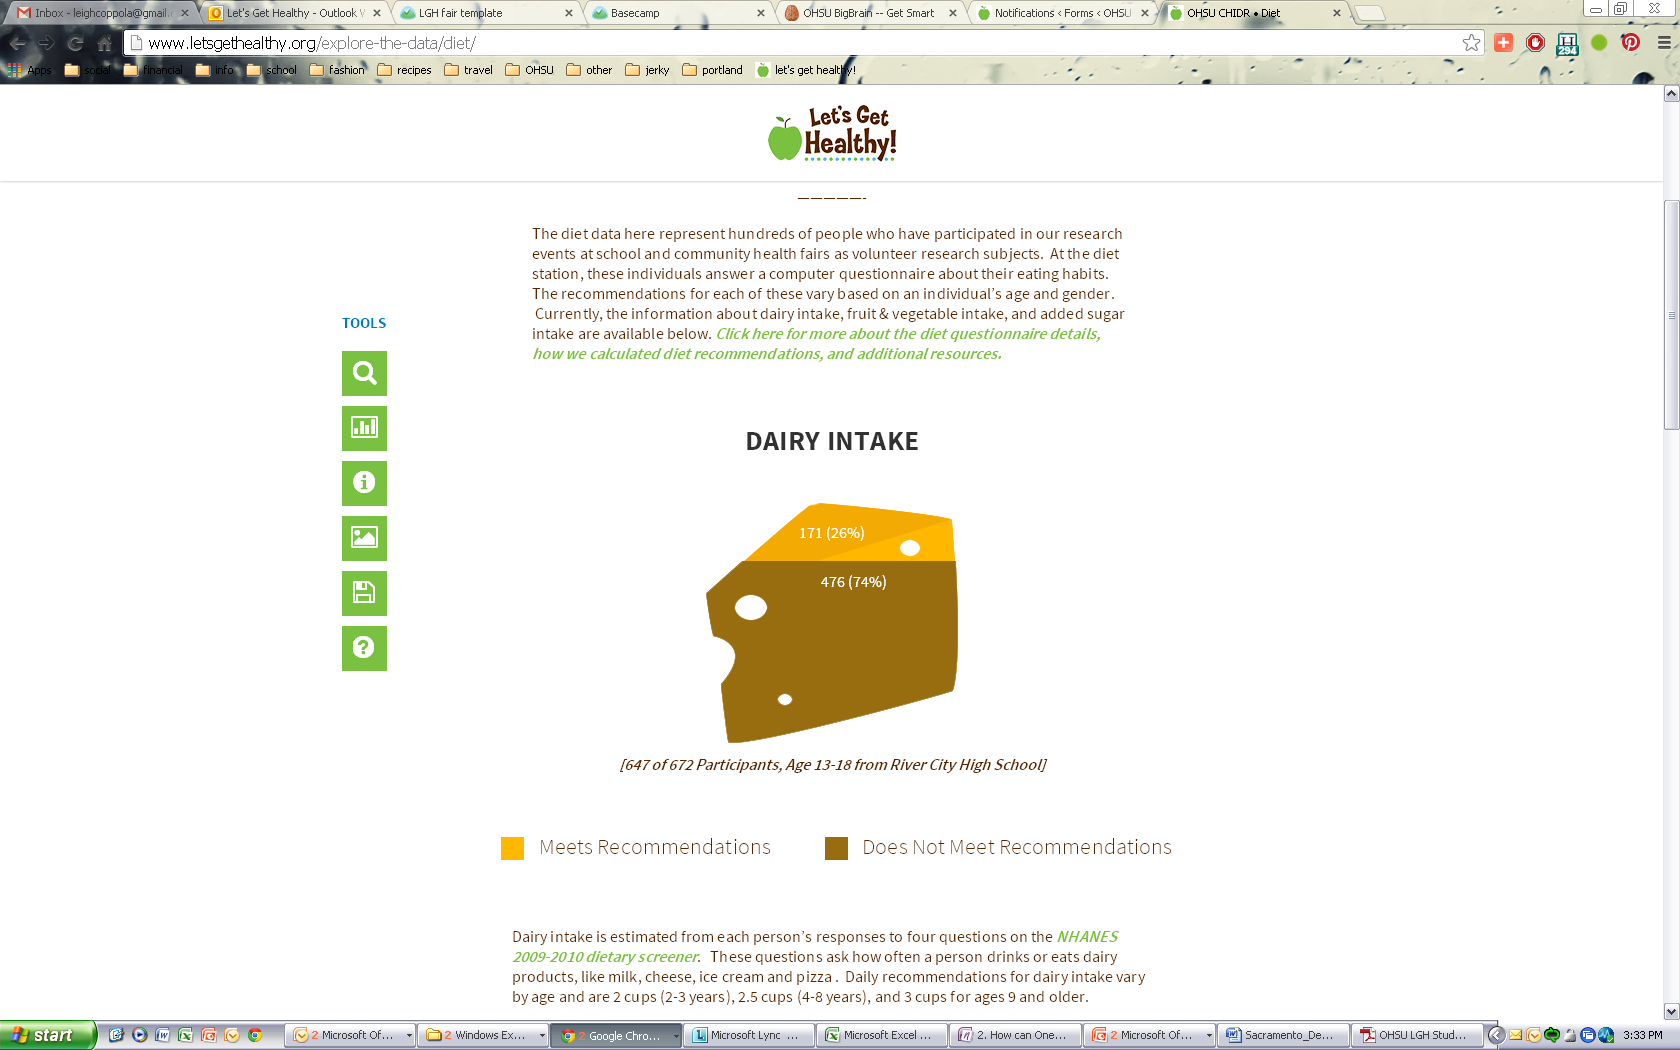 Inbox - leighcoppola@gmail.
Let's Get Healthy - Outlook
LGH fair template
Basecamp
OHSU BigBrain -- Get Smart
Notifications ‹ Forms ‹ OHSU
OHSU CHIDR • Diet
www.letsgethealthy.org/explore-the-data/diet/
294
Apps social financial info school fashion recipes travel OHSU other jerky portland let's get healthy!
Let's Get
Healthy!
The diet data here represent hundreds of people who have participated in our research
events at school and community health fairs as volunteer research subjects. At the diet
station, these individuals answer a computer questionnaire about their eating habits.
The recommendations for each of these vary based on an individual's age and gender.
Currently, the information about dairy intake, fruit & vegetable intake, and added sugar
intake are available below. Click here for more about the diet questionnaire details,
how we calculated diet recommendations, and additional resources.
TOOLS
DAIRY INTAKE
171 (26%)
476 (74%)
[647 of 672 Participants, Age 13-18 from River City High School]
Meets Recommendations
Does Not Meet Recommendations
Dairy intake is estimated from each person's responses to four questions on the NHANES
2009-2010 dietary screener. These questions ask how often a person drinks or eats dairy
products, like milk, cheese, ice cream and pizza . Daily recommendations for dairy intake vary
by age and are 2 cups (2-3 years), 2.5 cups (4-8 years), and 3 cups for ages 9 and older.
start
2 Microsoft Of...
2 Windows Ex...
2 Google Chro...
Microsoft Lync ...
Microsoft Excel ...
2. How can One...
2 Microsoft Of...
Sacramento_De...
OHSU LGH Stud...
3:33 PM